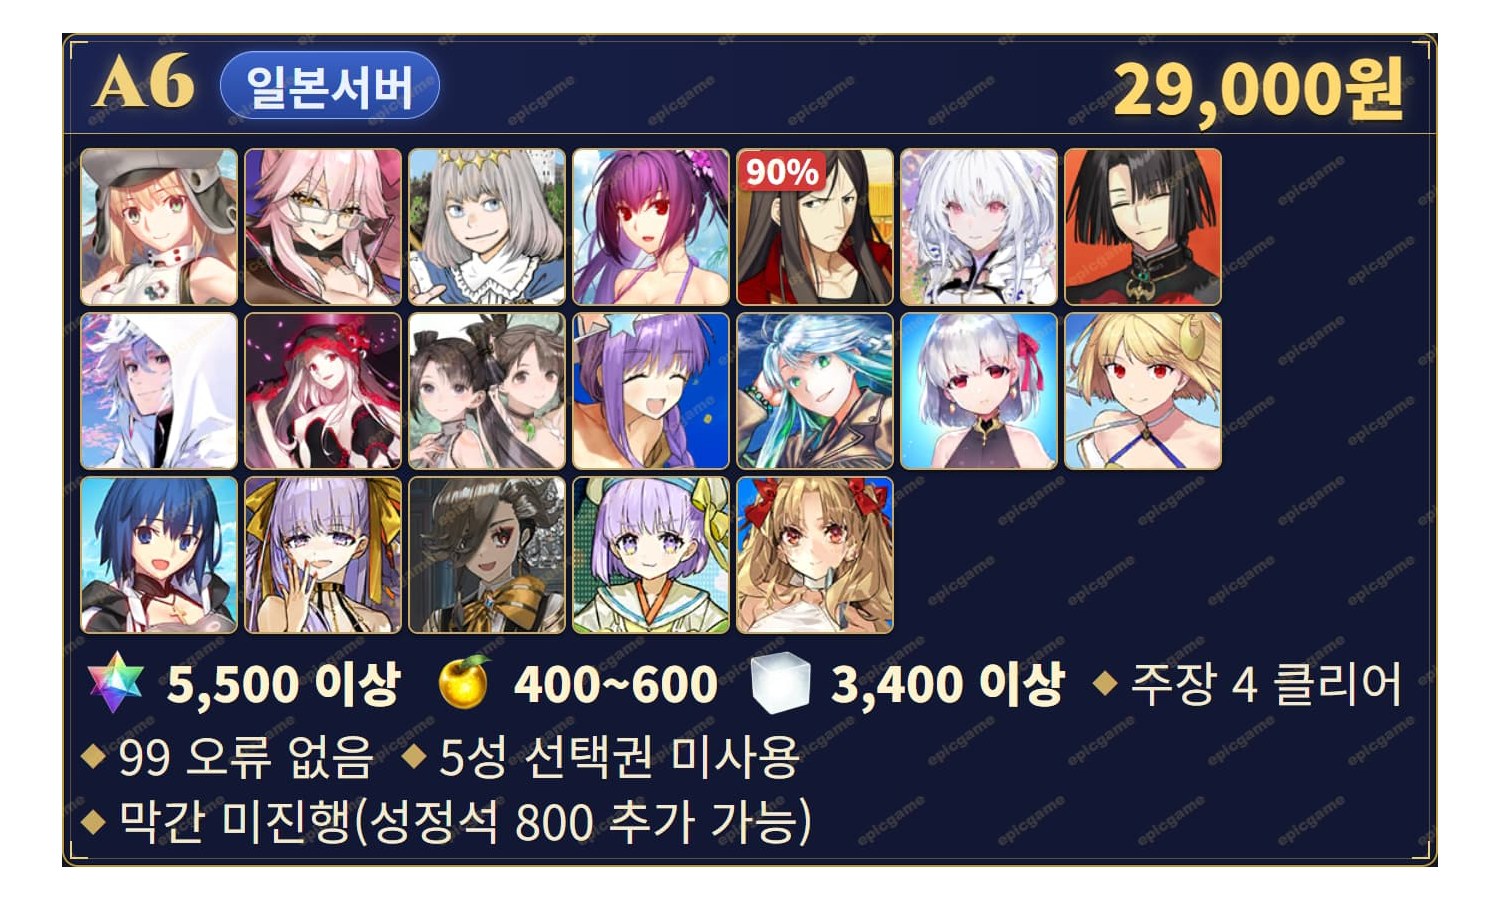 A6 일본서버 29,000원
90%
5,500 이상 400~600 3,400 이상 ◆ 주장 4 클리어
◆ 99 오류 없음 ◆ 5성 선택권 미사용
◆ 막간 미진행(성정석 800 추가 가능)
epicgame